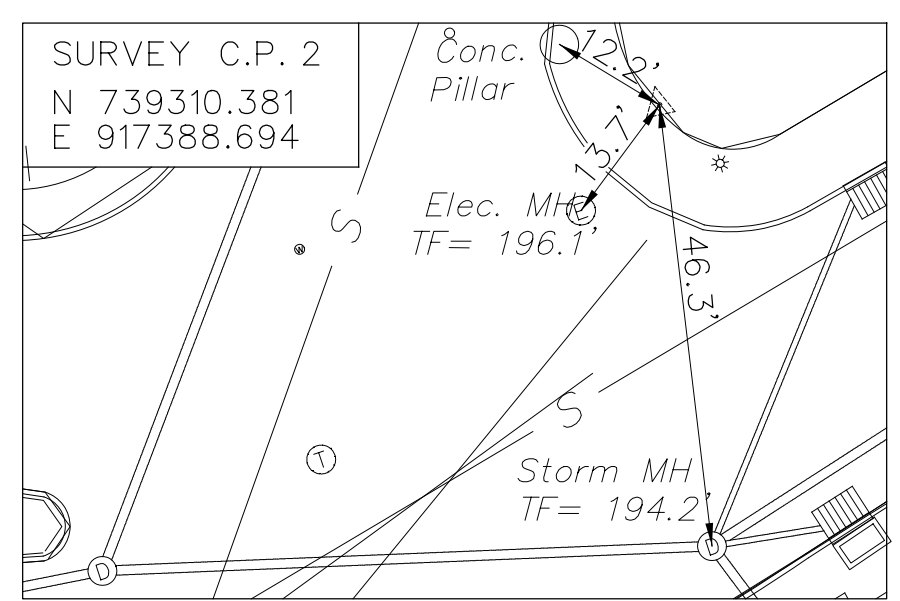 SURVEY C.P. 2
N 739310.381
E 917388.694
Conc.
Pillar
12.2'
13.7'
Elec. MH
TF= 196.1'
E
46.3'
S
W
S
T
Storm MH
TF= 194.2'
D
D